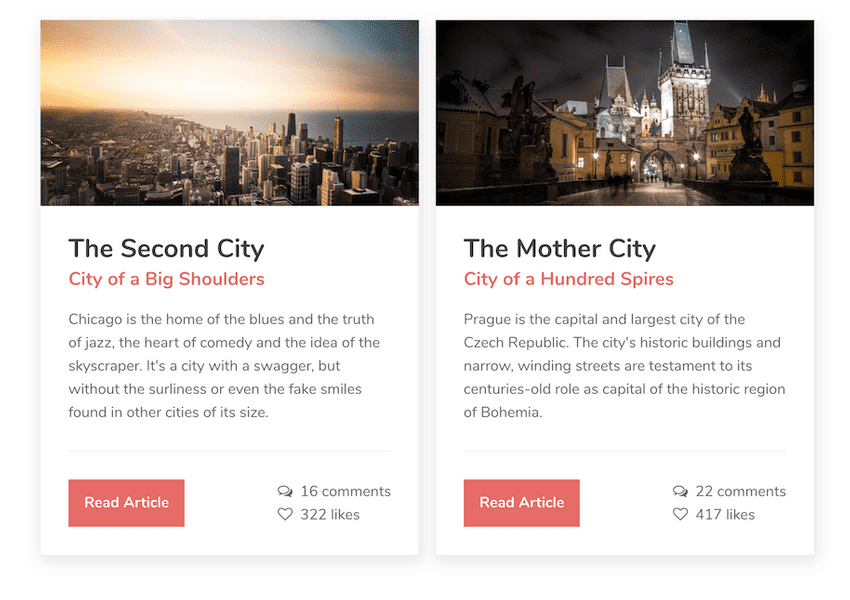 The Second City
City of a Big Shoulders
Chicago is the home of the blues and the truth
of jazz, the heart of comedy and the idea of the
skyscraper. It's a city with a swagger, but
without the surliness or even the fake smiles
found in other cities of its size.
Read Article
16 comments
322 likes
The Mother City
City of a Hundred Spires
Prague is the capital and largest city of the
Czech Republic. The city's historic buildings and
narrow, winding streets are testament to its
centuries-old role as capital of the historic region
of Bohemia.
Read Article
22 comments
417 likes